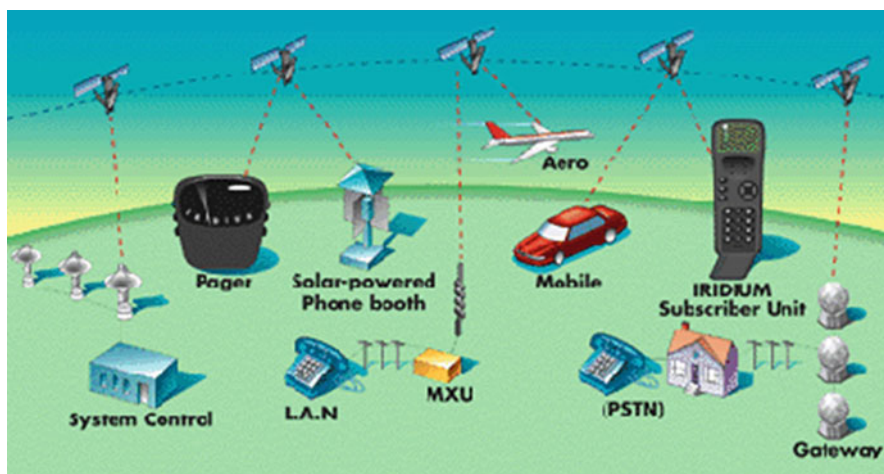 Aero
Pager
Solar-powered
Phone booth
Mobile
IRIDIUM
Subscriber Unit
System Control
L.A.N
MXU
(PSTN)
Gateway